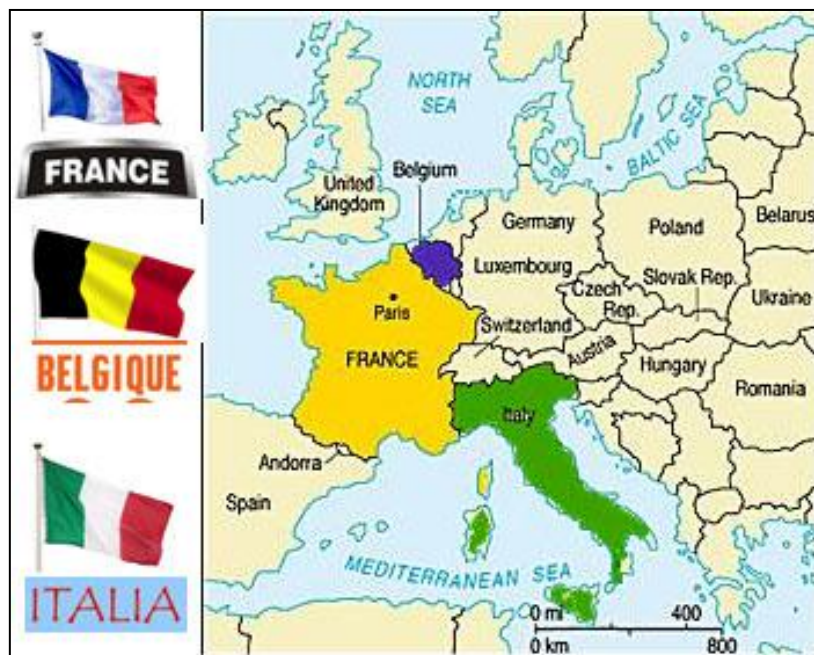 FRANCE
BELGIQUE
ITALIA
NORTH
SEA
BALTIC SEA
Belgium
United
Kingdom
Germany
Poland
Belarus
Luxembourg
Slovak Rep.
Czech
Rep.
Ukraine
Paris
Switzerland
FRANCE
Austria
Hungary
Romania
Italy
Andorra
Spain
MEDITERRANEAN SEA
0 mi 400
0 km 800